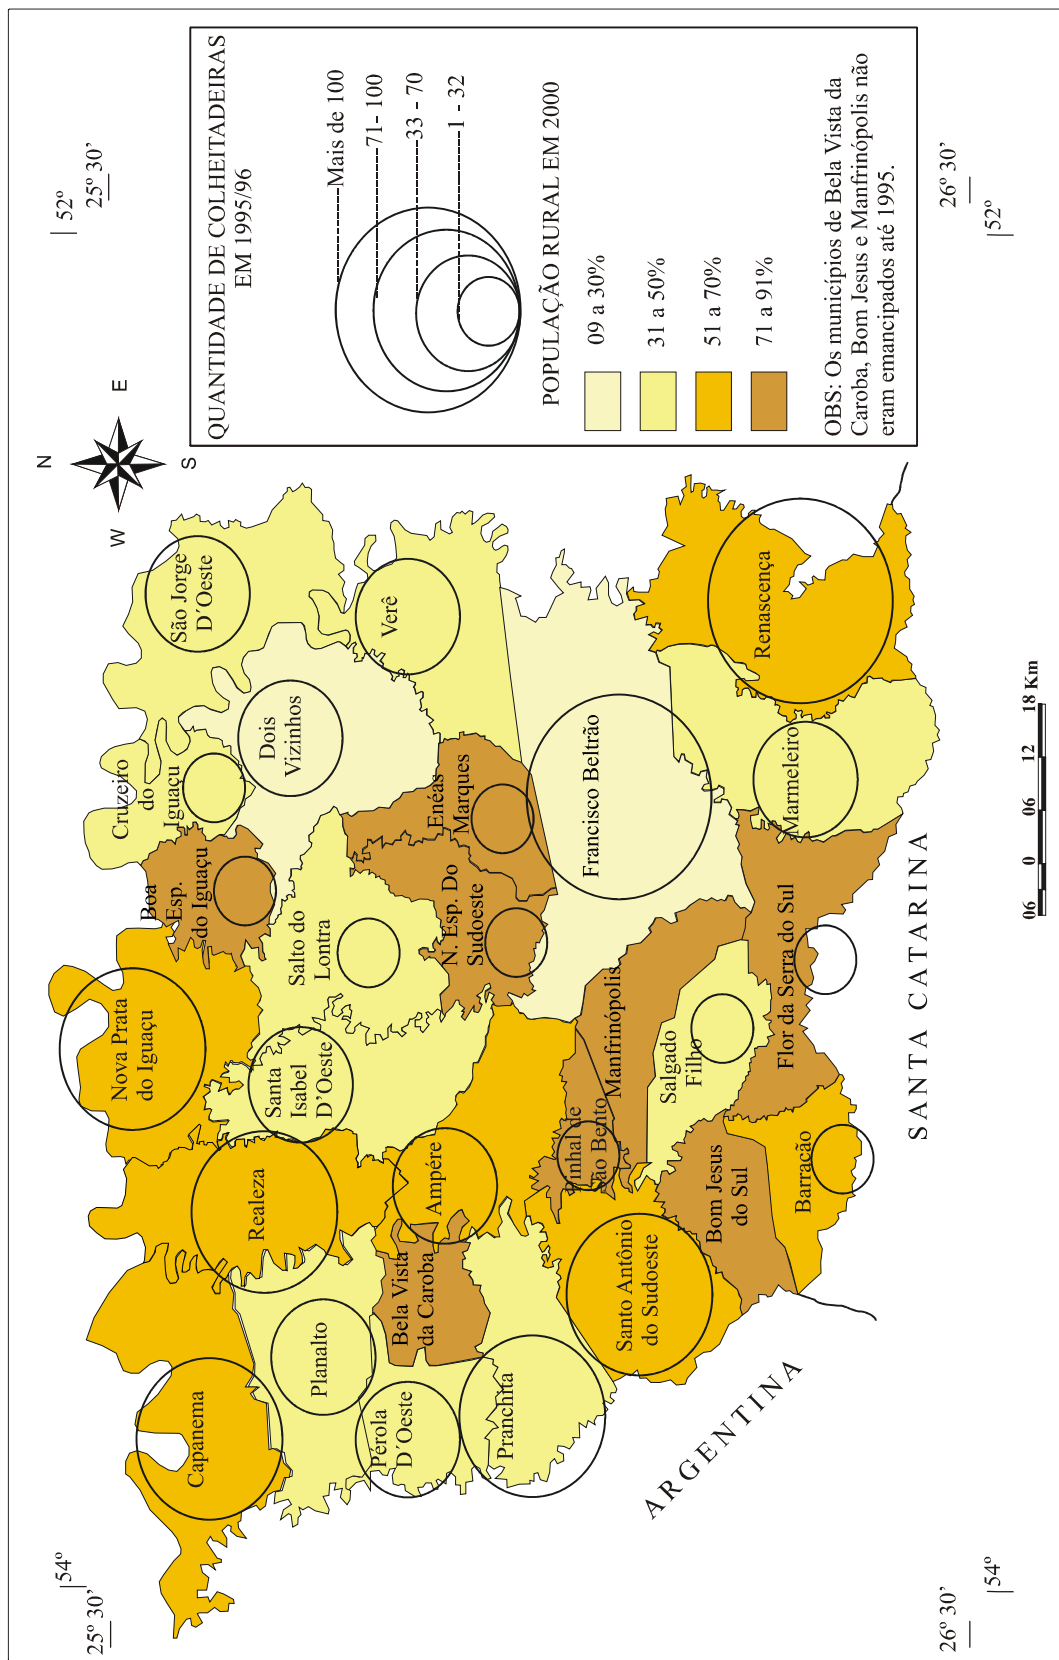 52º
25º 30'
N
E
W
S
QUANTIDADE DE COLHEITADEIRAS
EM 1995/96
Mais de 100
71- 100
33 - 70
1 - 32
POPULAÇÃO RURAL EM 2000
09 a 30%
31 a 50%
51 a 70%
71 a 91%
OBS: Os municípios de Bela Vista da
Caroba, Bom Jesus e Manfrinópolis não
eram emancipados até 1995.
26º 30'
52º
São Jorge
D´Oeste
Verê
Dois
Vizinhos
Cruzeiro
do
Iguaçu
Boa
Esp.
do Iguaçu
Nova Prata
do Iguaçu
Salto do
Lontra
Enéas
Marques
N. Esp. Do
Sudoeste
Francisco Beltrão
Renascença
Marmeleiro
Flor da Serra do Sul
Manfrinópolis
Salgado
Filho
Pinhal de
São Bento
Santa
Isabel
D’Oeste
Realeza
Ampére
Capanema
Planalto
Bela Vista
da Caroba
Pérola
D´Oeste
Pranchita
Santo Antônio
do Sudoeste
Bom Jesus
do Sul
Barracão
SANTA CATARINA
ARGENTINA
06 0 06 12 18 Km
54º
25º 30'
26º 30'
54º